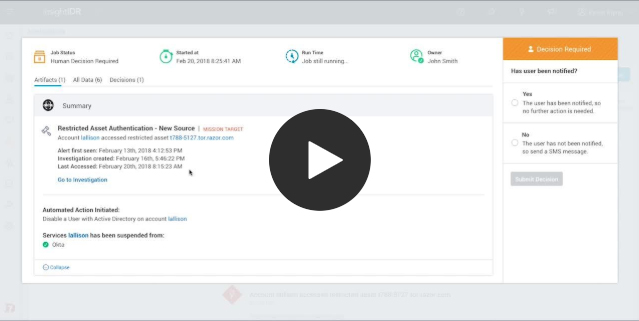 Job Status
Human Decision Required
Started at
Feb 20, 2018 8:25:41 AM
Run Time
Job still running...
Owner
John Smith
Decision Required
Artifacts (1) All Data (6) Decisions (1)
Has user been notified?
Summary
Yes
The user has been notified, so
no further action is needed.
Restricted Asset Authentication - New Source | MISSION TARGET
Account lallison accessed restricted asset t788-5127.tor.razor.com
No
The user has not been notified,
so send a SMS message.
Alert first seen: February 13th, 2018 4:12:53 PM
Investigation created: February 16th, 5:46:22 PM
Last Accessed: February 20th, 2018 8:15:23 AM
Go to Investigation
Submit Decision
Automated Action Initiated:
Disable a User with Active Directory on account lallison
Services lallison has been suspended from:
Okta
Collapse